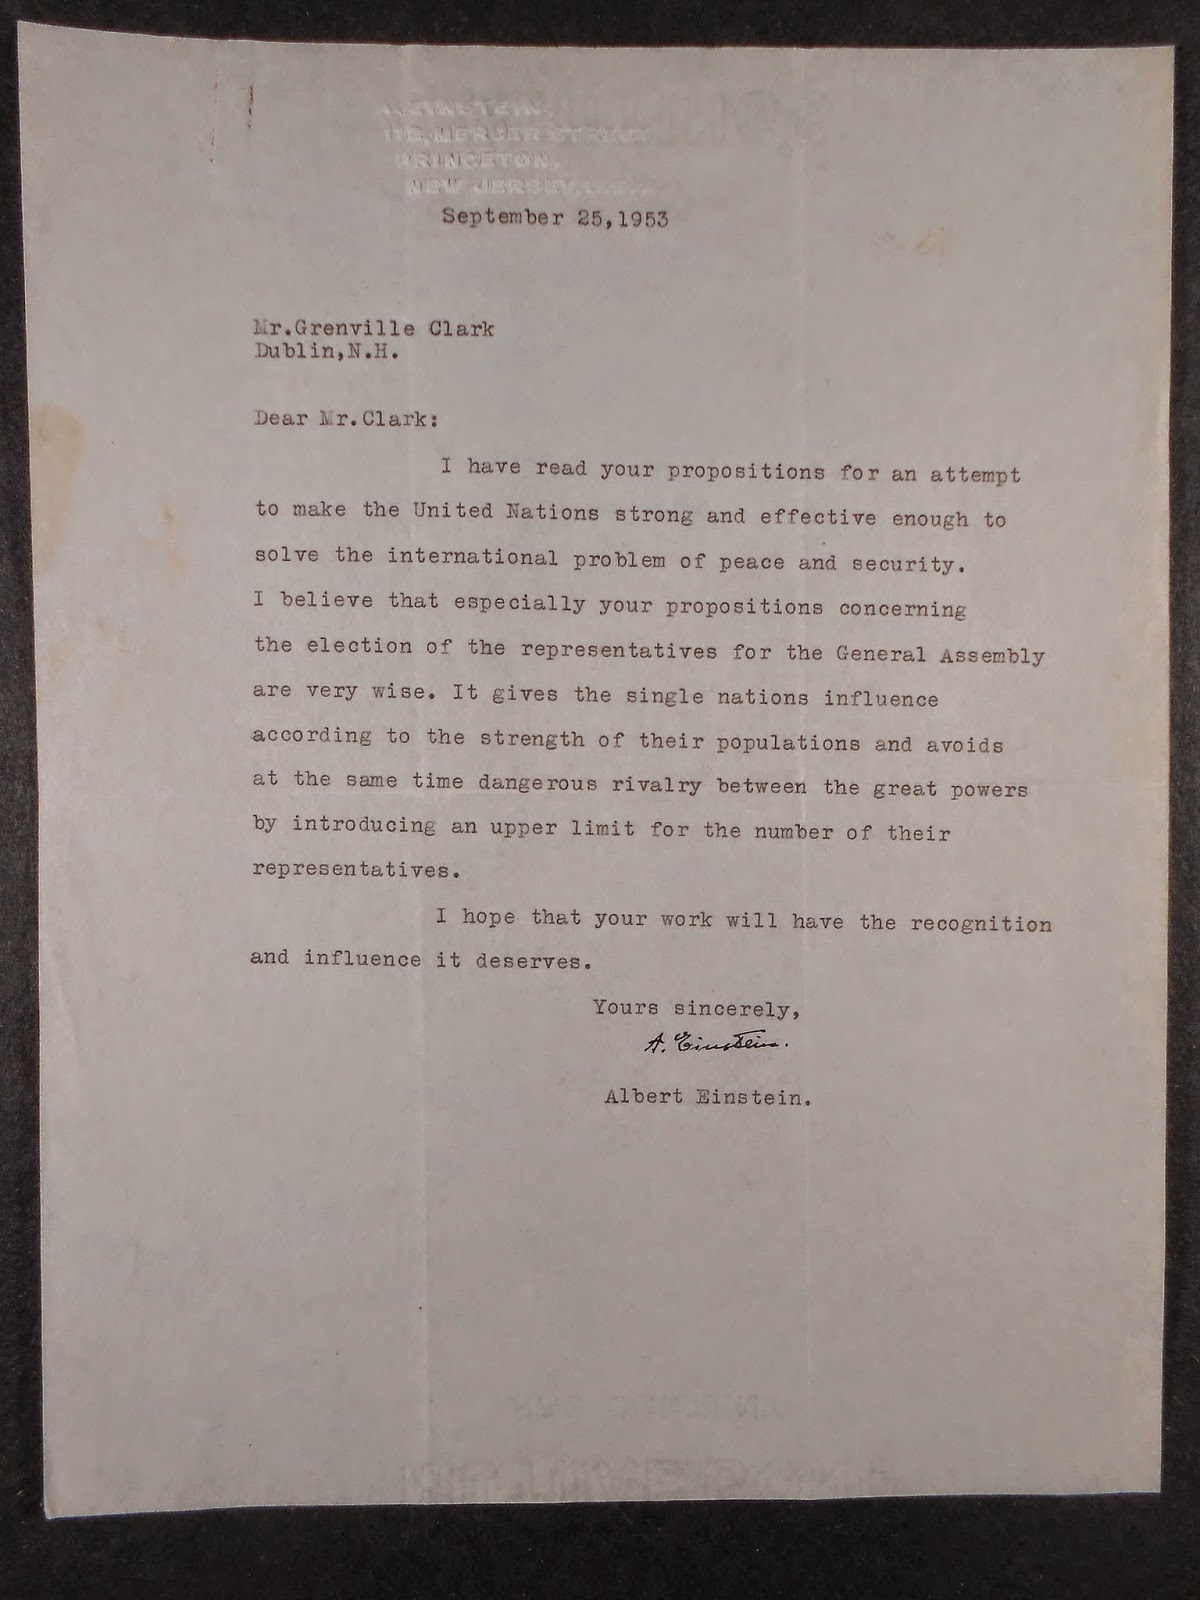 A.EINSTEIN.
112, MERCER STREET
PRINCETON.
NEW JERSEY, U.S.A.
September 25,1953
Mr.Grenville Clark
Dublin,N.H.
Dear Mr.Clark:
I have read your propositions for an attempt
to make the United Nations strong and effective enough to
solve the international problem of peace and security.
I believe that especially your propositions concerning
the election of the representatives for the General Assembly
are very wise. It gives the single nations influence
according to the strength of their populations and avoids
at the same time dangerous rivalry between the great powers
by introducing an upper limit for the number of their
representatives.
I hope that your work will have the recognition
and influence it deserves.
Yours sincerely,
A. Einstein.
Albert Einstein.